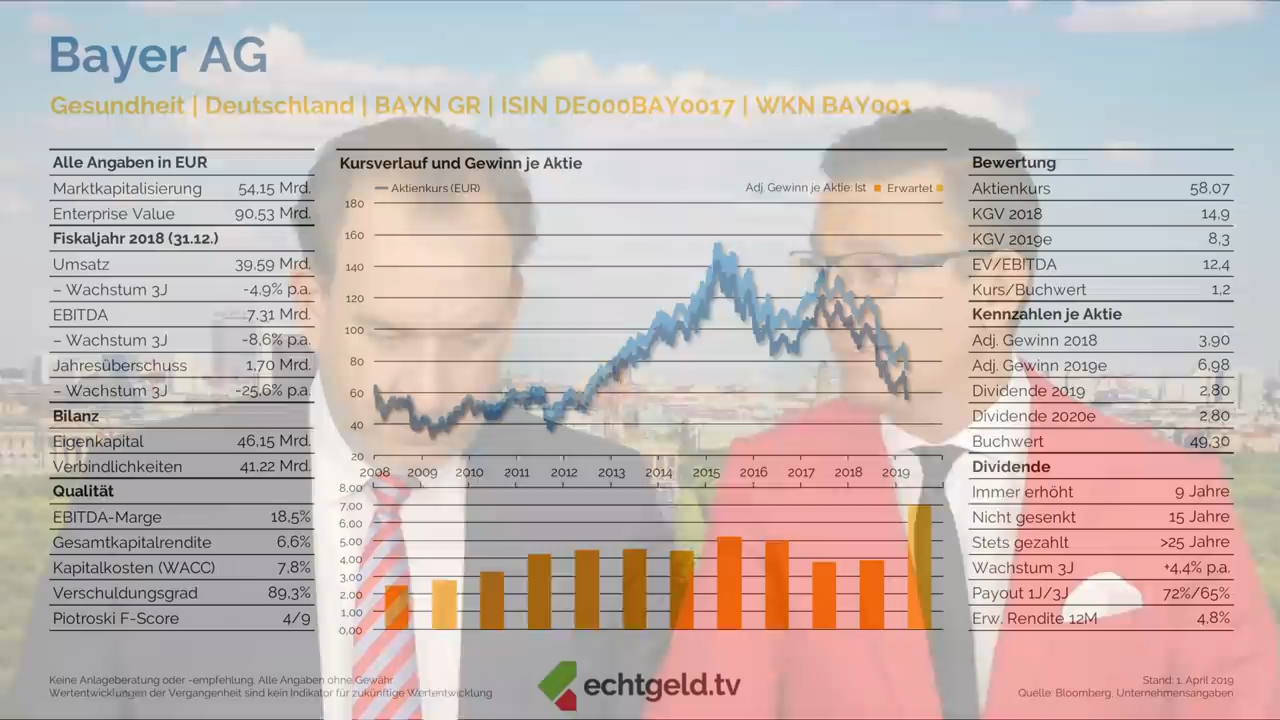 Bayer AG
Gesundheit | Deutschland | BAYN GR | ISIN DE000BAY0017 | WKN BAY001
Alle Angaben in EUR
Marktkapitalisierung 54,15 Mrd.
Enterprise Value 90,53 Mrd.
Fiskaljahr 2018 (31.12.)
Umsatz 39,59 Mrd.
– Wachstum 3J -4,9% p.a.
EBITDA 7,31 Mrd.
– Wachstum 3J -8,6% p.a.
Jahresüberschuss 1,70 Mrd.
– Wachstum 3J -25,6% p.a.
Bilanz
Eigenkapital 46,15 Mrd.
Verbindlichkeiten 41,22 Mrd.
Qualität
EBITDA-Marge 18,5%
Gesamtkapitalrendite 6,6%
Kapitalkosten (WACC) 7,8%
Verschuldungsgrad 89,3%
Piotroski F-Score 4/9
Kursverlauf und Gewinn je Aktie
Aktienkurs (EUR)
Adj. Gewinn je Aktie: Ist Erwartet
180
160
140
120
100
80
60
40
20
2008 2009 2010 2011 2012 2013 2014 2015 2016 2017 2018 2019
8,00
7,00
6,00
5,00
4,00
3,00
2,00
1,00
0,00
Bewertung
Aktienkurs 58,07
KGV 2018 14,9
KGV 2019e 8,3
EV/EBITDA 12,4
Kurs/Buchwert 1,2
Kennzahlen je Aktie
Adj. Gewinn 2018 3,90
Adj. Gewinn 2019e 6,98
Dividende 2019 2,80
Dividende 2020e 2,80
Buchwert 49,30
Dividende
Immer erhöht 9 Jahre
Nicht gesenkt 15 Jahre
Stets gezahlt >25 Jahre
Wachstum 3J +4,4% p.a.
Payout 1J/3J 72%/65%
Erw. Rendite 12M 4,8%
Keine Anlageberatung oder -empfehlung. Alle Angaben ohne Gewähr
Wertentwicklungen der Vergangenheit sind kein Indikator für zukünftige Wertentwicklung
echtgeld.tv
Stand: 1. April 2019
Quelle: Bloomberg, Unternehmensangaben